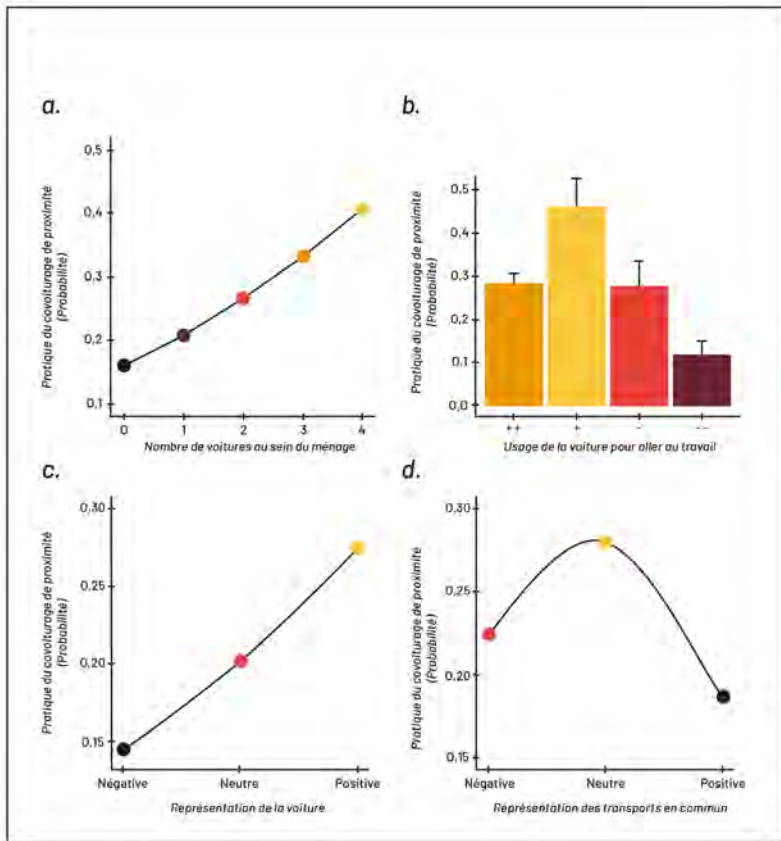 a.
Pratique du covoiturage de proximité
(Probabilité)
0,5
0,4
0,3
0,2
0,1
0
1
2
3
4
Nombre de voitures au sein du ménage
b.
Pratique du covoiturage de proximité
(Probabilité)
0,5
0,4
0,3
0,2
0,1
0,0
++
+
-
--
Usage de la voiture pour aller au travail
c.
Pratique du covoiturage de proximité
(Probabilité)
0,30
0,25
0,20
0,15
Négative
Neutre
Positive
Représentation de la voiture
d.
Pratique du covoiturage de proximité
(Probabilité)
0,30
0,25
0,20
0,15
Négative
Neutre
Positive
Représentation des transports en commun